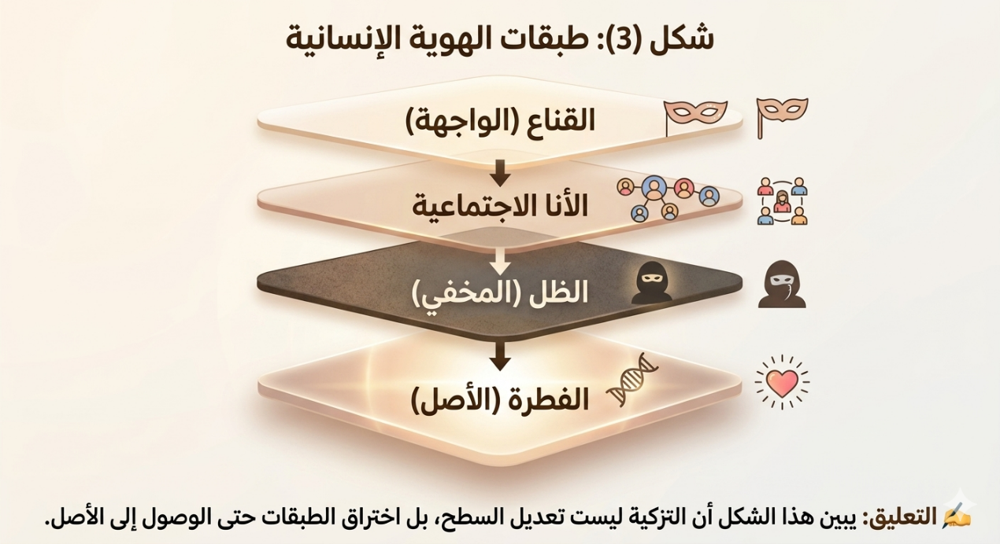 شكل (3): طبقات الهوية الإنسانية
القناع (الواجهة)
الأنا الاجتماعية
الظل (المخفي)
الفطرة (الأصل)
✍️ التعليق: يبين هذا الشكل أن التزكية ليست تعديل السطح، بل اختراق الطبقات حتى الوصول إلى الأصل.